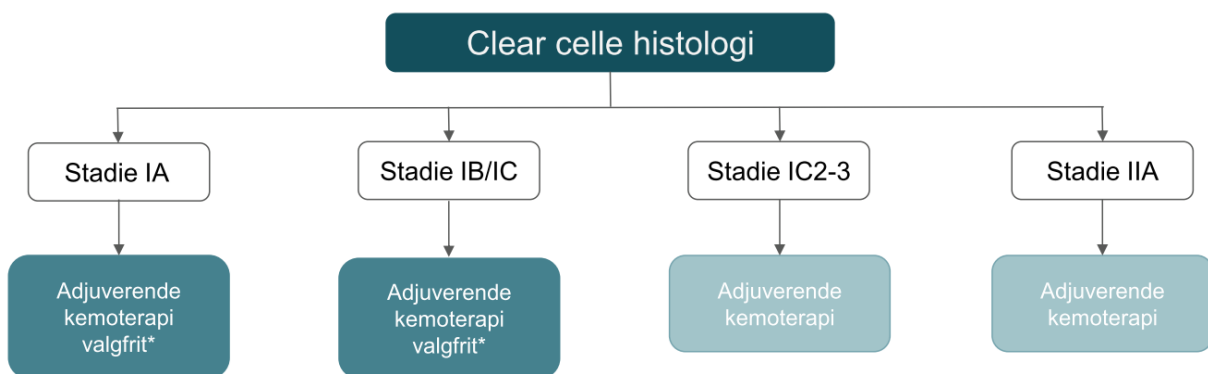 Clear celle histologi
Stadie IA
Stadie IB/IC
Stadie IC2-3
Stadie IIA
Adjuverende
kemoterapi
valgfrit*
Adjuverende
kemoterapi
valgfrit*
Adjuverende
kemoterapi
Adjuverende
kemoterapi